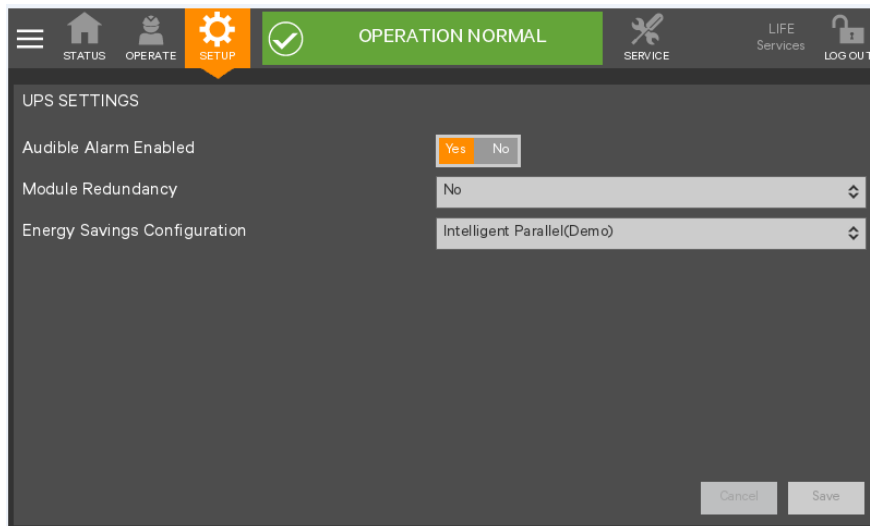 STATUS OPERATE SETUP OPERATION NORMAL SERVICE LIFE Services LOG OUT
UPS SETTINGS
Audible Alarm Enabled Yes No
Module Redundancy No
Energy Savings Configuration Intelligent Parallel(Demo)
Cancel Save